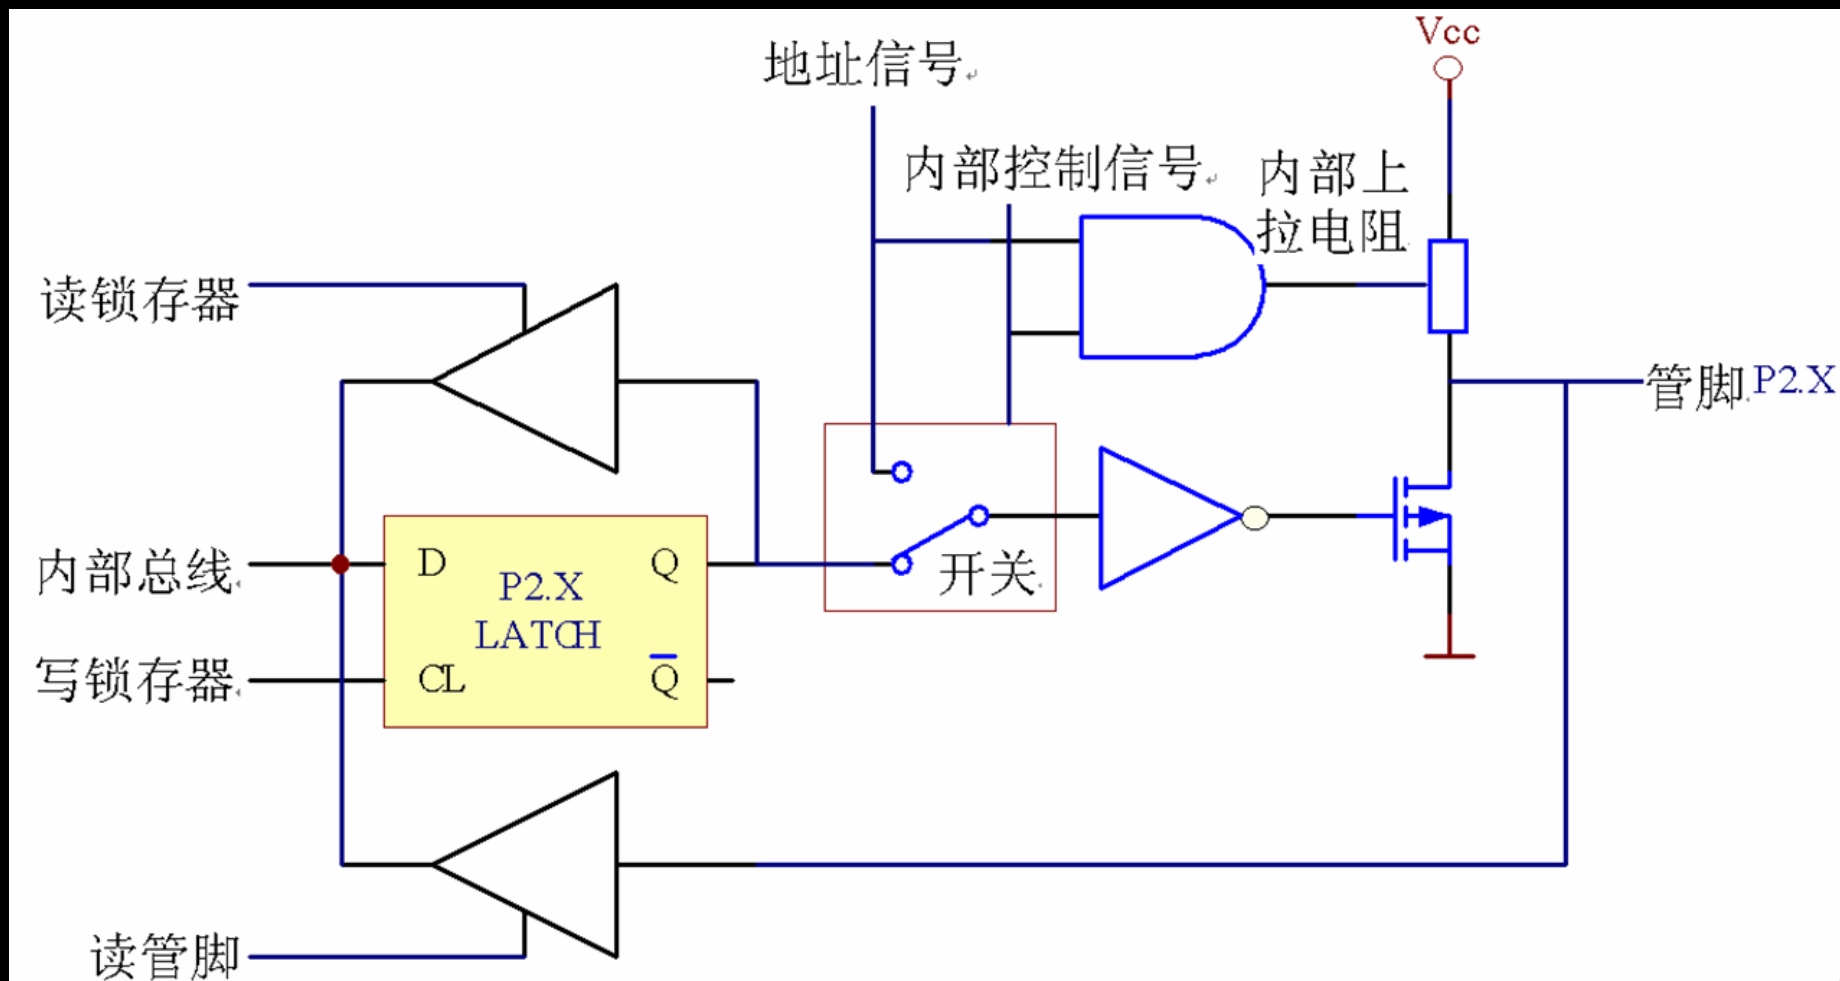 Vcc
地址信号
内部控制信号
内部上
拉电阻
读锁存器
管脚 P2.X
内部总线
D
Q
P2.X
LATCH
开关
写锁存器
CL
Q̅
读管脚